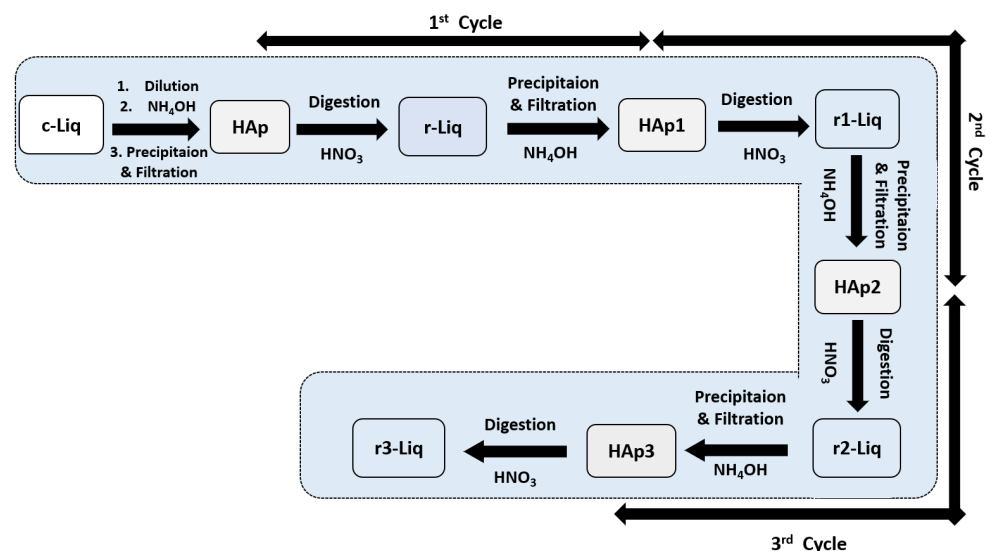 1st Cycle
c-Liq
1. Dilution
2. NH4OH
3. Precipitaion
& Filtration
HAp
Digestion
HNO3
r-Liq
Precipitaion
& Filtration
NH4OH
HAp1
Digestion
HNO3
r1-Liq
2nd Cycle
Precipitaion
& Filtration
NH4OH
HAp2
Digestion
HNO3
r2-Liq
Precipitaion
& Filtration
NH4OH
HAp3
Digestion
HNO3
r3-Liq
3rd Cycle